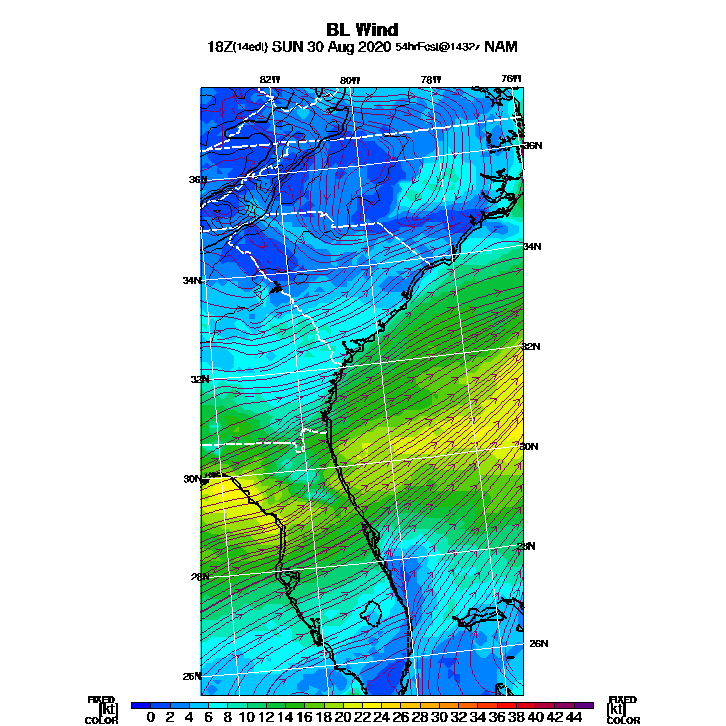 BL Wind
18Z(14edt) SUN 30 Aug 2020 54hrFcst@1432z NAM
82W 80W 78W 76W
36N
36N
34N
34N
32N
32N
30N
30N
28N
28N
26N
26N
FIXED FIXED
[kt] 0 2 4 6 8 10 12 14 16 18 20 22 24 26 28 30 32 34 36 38 40 42 44 [kt]
COLOR COLOR